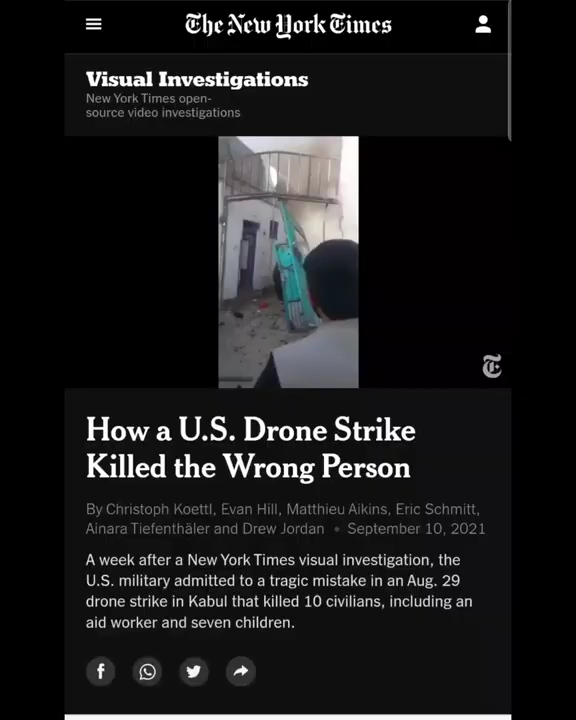 The New York Times
Visual Investigations
New York Times open-
source video investigations
How a U.S. Drone Strike
Killed the Wrong Person
By Christoph Koettl, Evan Hill, Matthieu Aikins, Eric Schmitt,
Ainara Tiefenthäler and Drew Jordan • September 10, 2021
A week after a New York Times visual investigation, the
U.S. military admitted to a tragic mistake in an Aug. 29
drone strike in Kabul that killed 10 civilians, including an
aid worker and seven children.